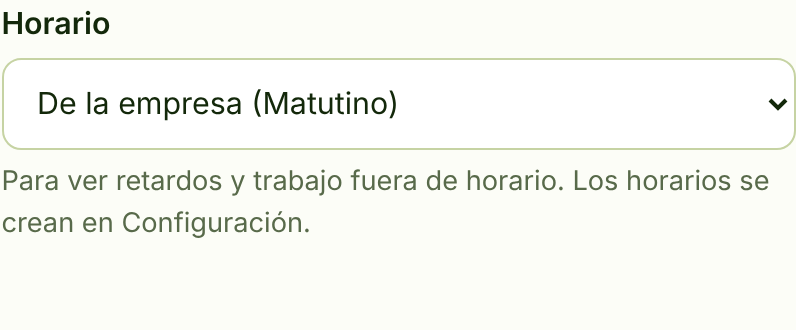 Horario
De la empresa (Matutino)
Para ver retardos y trabajo fuera de horario. Los horarios se
crean en Configuración.